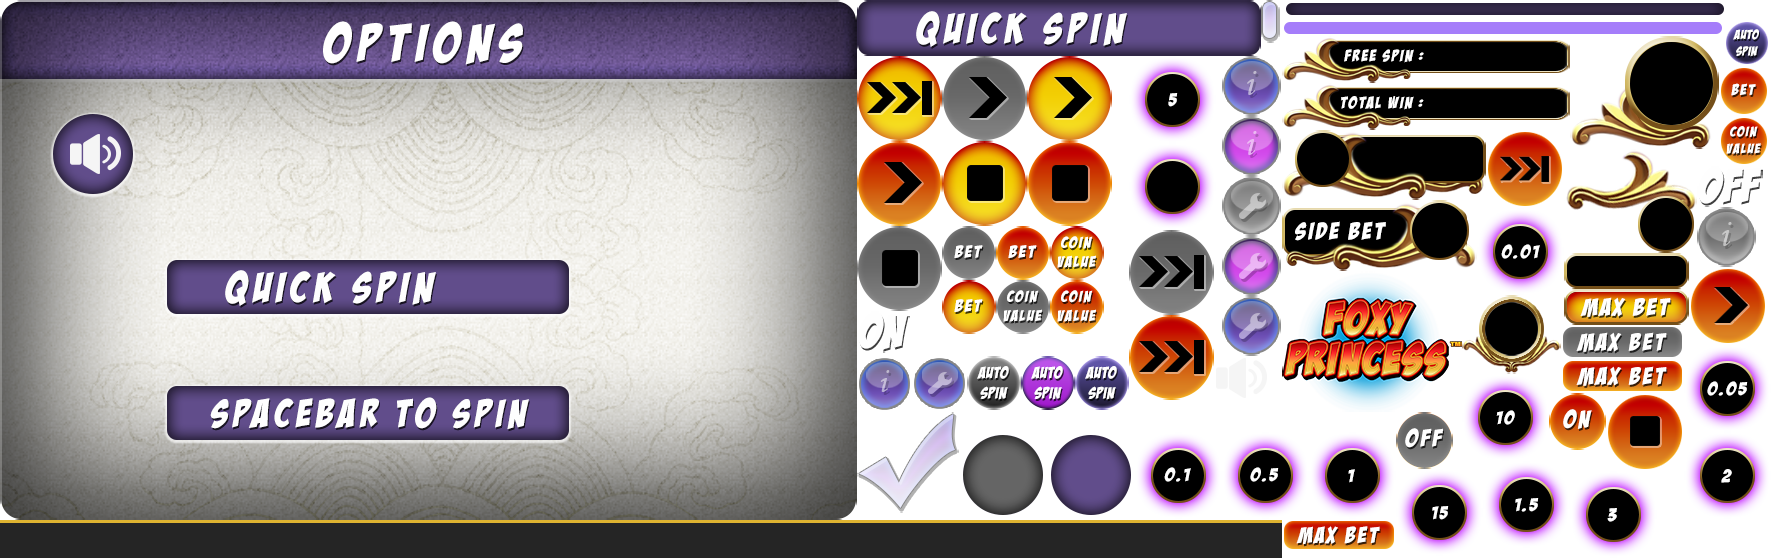 OPTIONS
QUICK SPIN
SPACEBAR TO SPIN
QUICK SPIN
5
BET
BET
COIN
VALUE
BET
COIN
VALUE
COIN
VALUE
ON
i
i
i
AUTO
SPIN
AUTO
SPIN
AUTO
SPIN
0.1
0.5
1
FREE SPIN :
TOTAL WIN :
SIDE BET
0.01
FOXY
PRINCESS™
AUTO
SPIN
BET
COIN
VALUE
OFF
i
MAX BET
MAX BET
MAX BET
0.05
10
ON
OFF
2
15
1.5
3
MAX BET